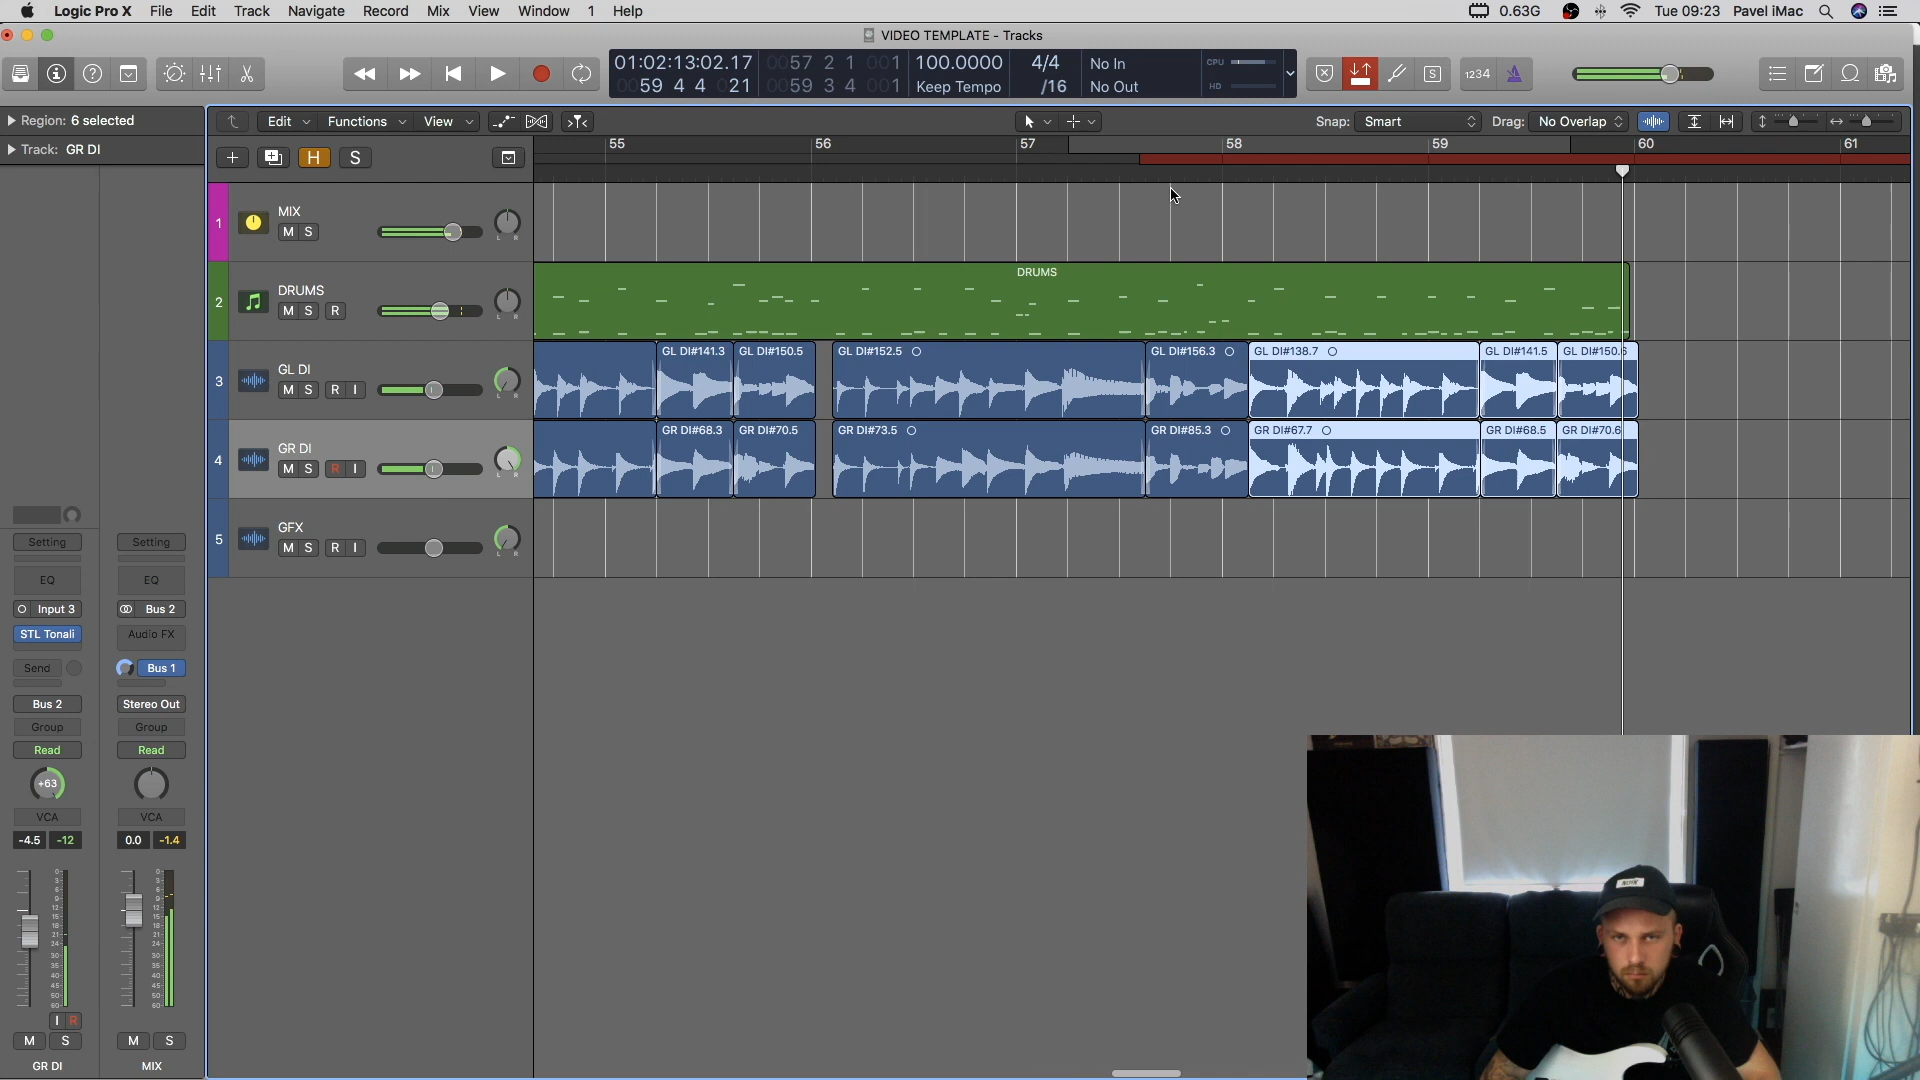 Logic Pro X File Edit Track Navigate Record Mix View Window 1 Help
0.63G Tue 09:23 Pavel iMac
VIDEO TEMPLATE - Tracks
01:02:13:02.17 0057 2 1 001 100.0000 4/4 No In CPU
0059 4 4 021 0059 3 4 001 Keep Tempo /16 No Out HD
1234
Region: 6 selected
Edit Functions View Snap: Smart Drag: No Overlap
Track: GR DI
H S
55 56 57 58 59 60 61
1 MIX
M S
L R
2 DRUMS
M S R
L R
DRUMS
3 GL DI
M S R I
L R
GL DI#141.3 GL DI#150.5 GL DI#152.5 GL DI#156.3 GL DI#138.7 GL DI#141.5 GL DI#150.6
4 GR DI
M S R I
L R
GR DI#68.3 GR DI#70.5 GR DI#73.5 GR DI#85.3 GR DI#67.7 GR DI#68.5 GR DI#70.6
5 GFX
M S R I
L R
Setting Setting
EQ EQ
Input 3 Bus 2
STL Tonali Audio FX
Send Bus 1
Bus 2 Stereo Out
Group Group
Read Read
+63
VCA VCA
-4.5 -12 0.0 -1.4
I R
M S M S
GR DI MIX